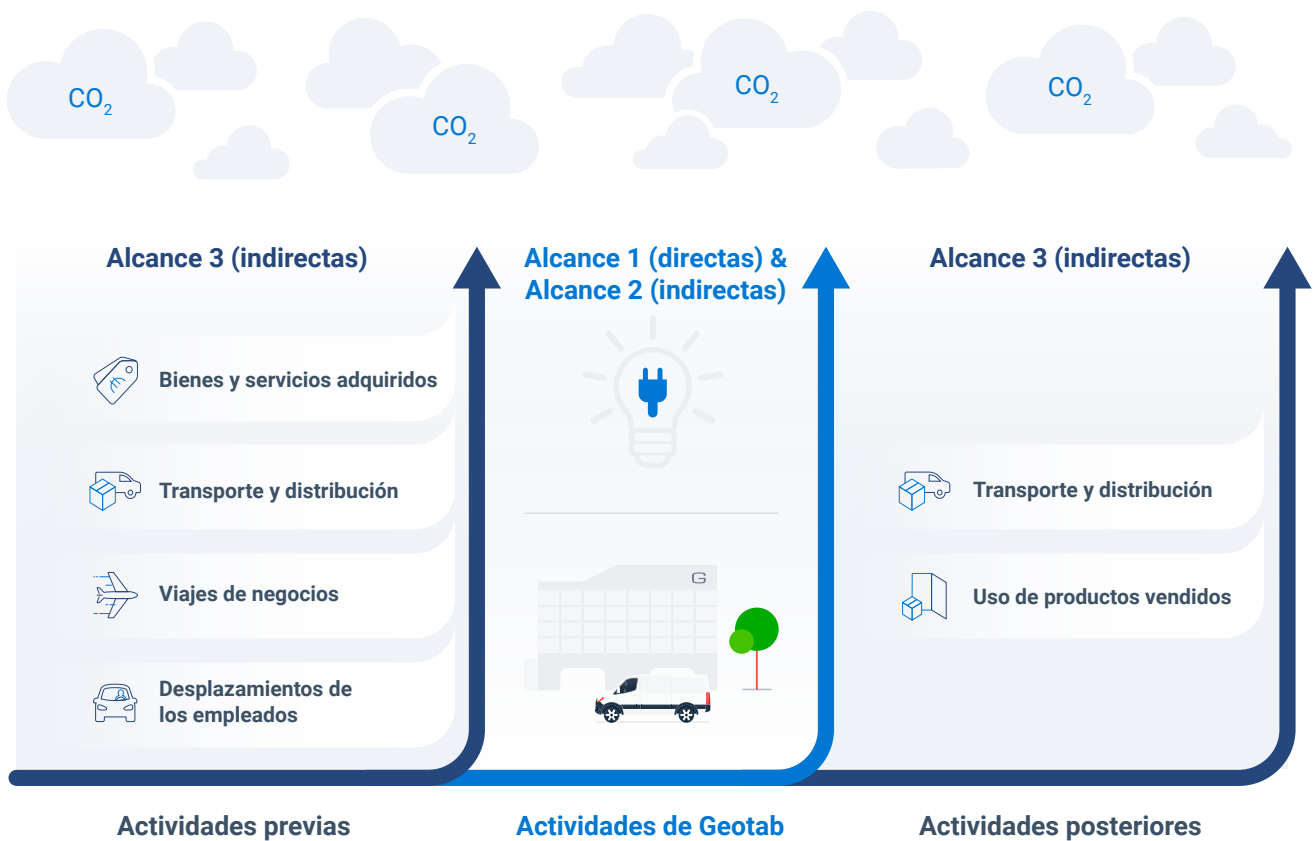 CO₂
CO₂
CO₂
CO₂
Alcance 3 (indirectas)
Bienes y servicios adquiridos
Transporte y distribución
Viajes de negocios
Desplazamientos de
los empleados
Actividades previas
Alcance 1 (directas) &
Alcance 2 (indirectas)
G
Actividades de Geotab
Alcance 3 (indirectas)
Transporte y distribución
Uso de productos vendidos
Actividades posteriores